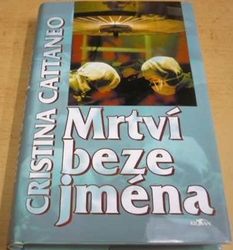 CRISTINA CATTANEO
Mrtví
beze
jména